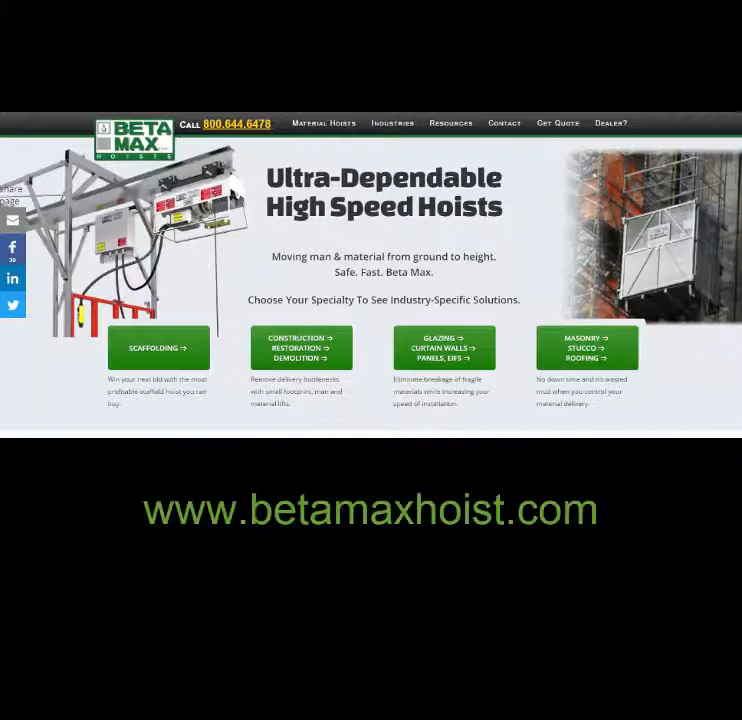 BETA
MAX
HOISTS
CALL 800.644.6478
MATERIAL HOISTS
INDUSTRIES
RESOURCES
CONTACT
GET QUOTE
DEALER?
share
page
Ultra-Dependable
High Speed Hoists
Moving man & material from ground to height.
Safe. Fast. Beta Max.
Choose Your Specialty To See Industry-Specific Solutions.
SCAFFOLDING →
Win your next bid with the most
profitable scaffold hoist you can
buy.
CONSTRUCTION →
RESTORATION →
DEMOLITION →
Remove delivery bottlenecks
with small footprint, man and
material lifts.
GLAZING →
CURTAIN WALLS →
PANELS, EIFS →
Eliminate breakage of fragile
materials while increasing your
speed of installation.
MASONRY →
STUCCO →
ROOFING →
No down time and no wasted
mud when you control your
material delivery.
www.betamaxhoist.com